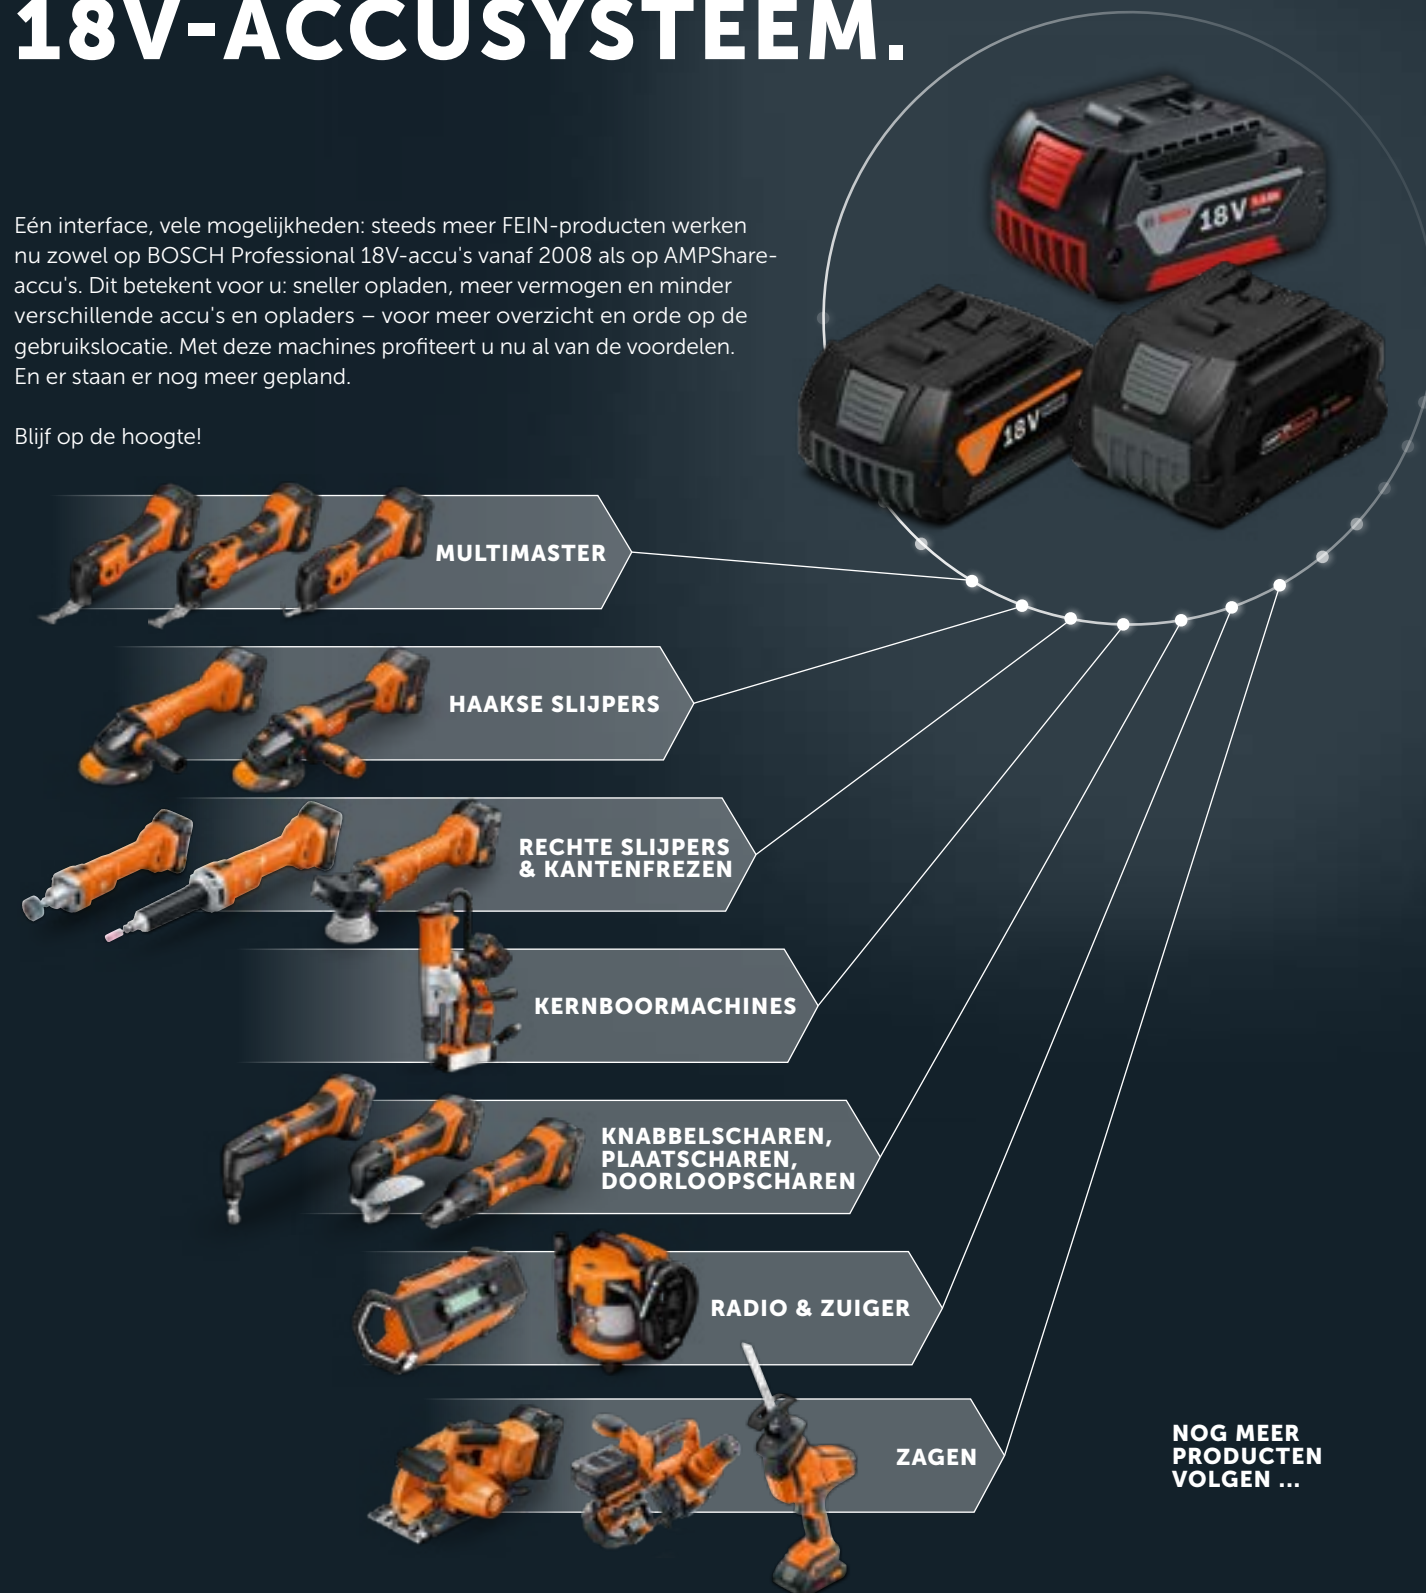 18V-ACCUSYSTEEM.
Eén interface, vele mogelijkheden: steeds meer FEIN-producten werken
nu zowel op BOSCH Professional 18V-accu's vanaf 2008 als op AMPShare-
accu's. Dit betekent voor u: sneller opladen, meer vermogen en minder
verschillende accu's en opladers – voor meer overzicht en orde op de
gebruikslocatie. Met deze machines profiteert u nu al van de voordelen.
En er staan er nog meer gepland.
Blijf op de hoogte!
18V
18V
MULTIMASTER
HAAKSE SLIJPERS
RECHTE SLIJPERS
& KANTENFREZEN
KERNBOORMACHINES
KNABBELSCHAREN,
PLAATSCHAREN,
DOORLOOPSCHAREN
RADIO & ZUIGER
ZAGEN
NOG MEER
PRODUCTEN
VOLGEN ...